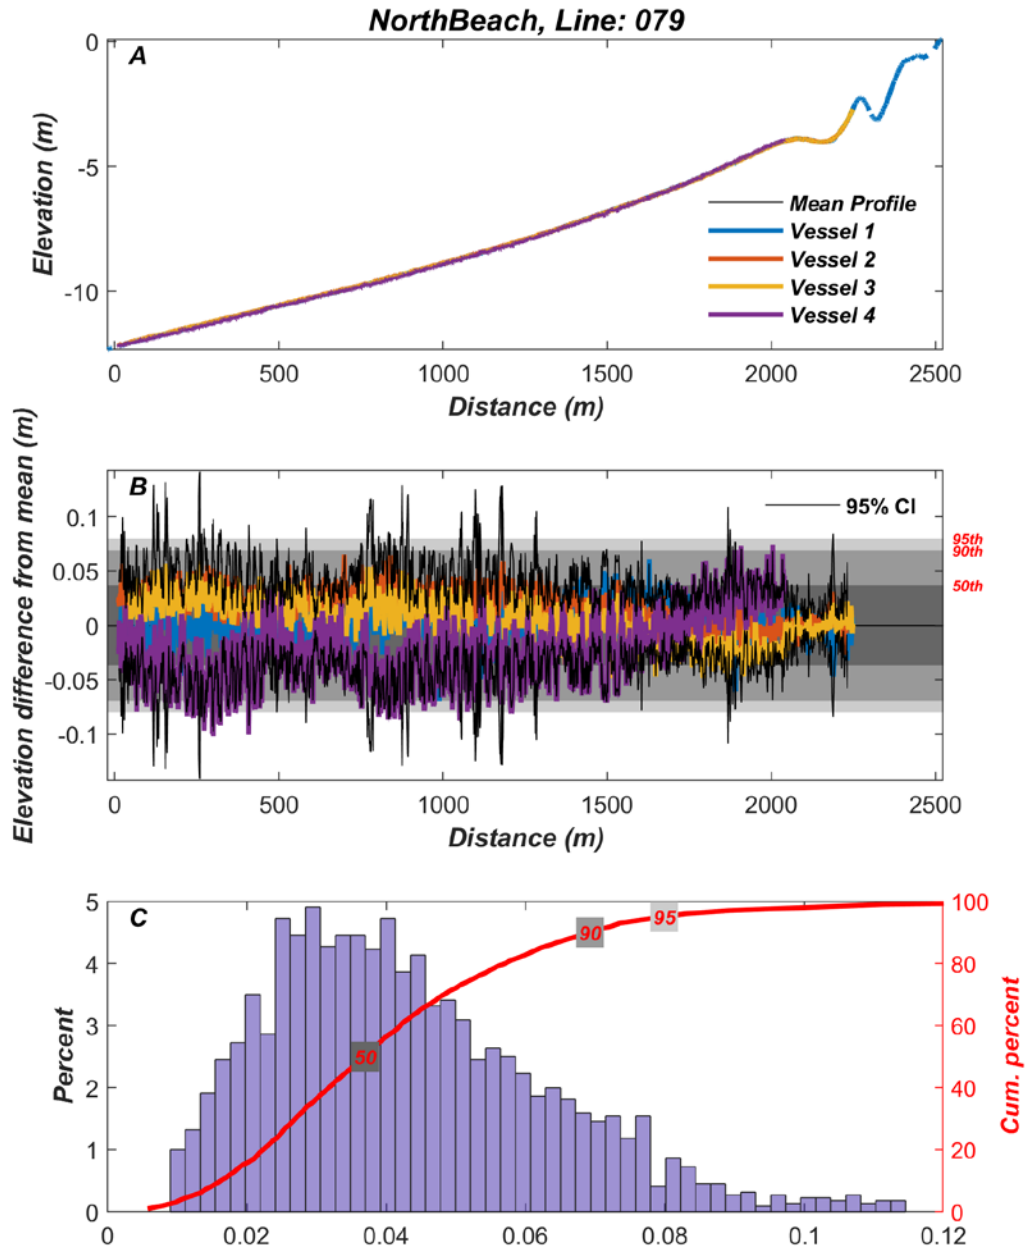 NorthBeach, Line: 079
A
0
-5
-10
Elevation (m)
Mean Profile
Vessel 1
Vessel 2
Vessel 3
Vessel 4
0 500 1000 1500 2000 2500
Distance (m)
B
95% CI
0.1
0.05
0
-0.05
-0.1
Elevation difference from mean (m)
95th
90th
50th
0 500 1000 1500 2000 2500
Distance (m)
C
5
4
3
2
1
0
Percent
50
90
95
100
80
60
40
20
0
Cum. percent
0 0.02 0.04 0.06 0.08 0.1 0.12